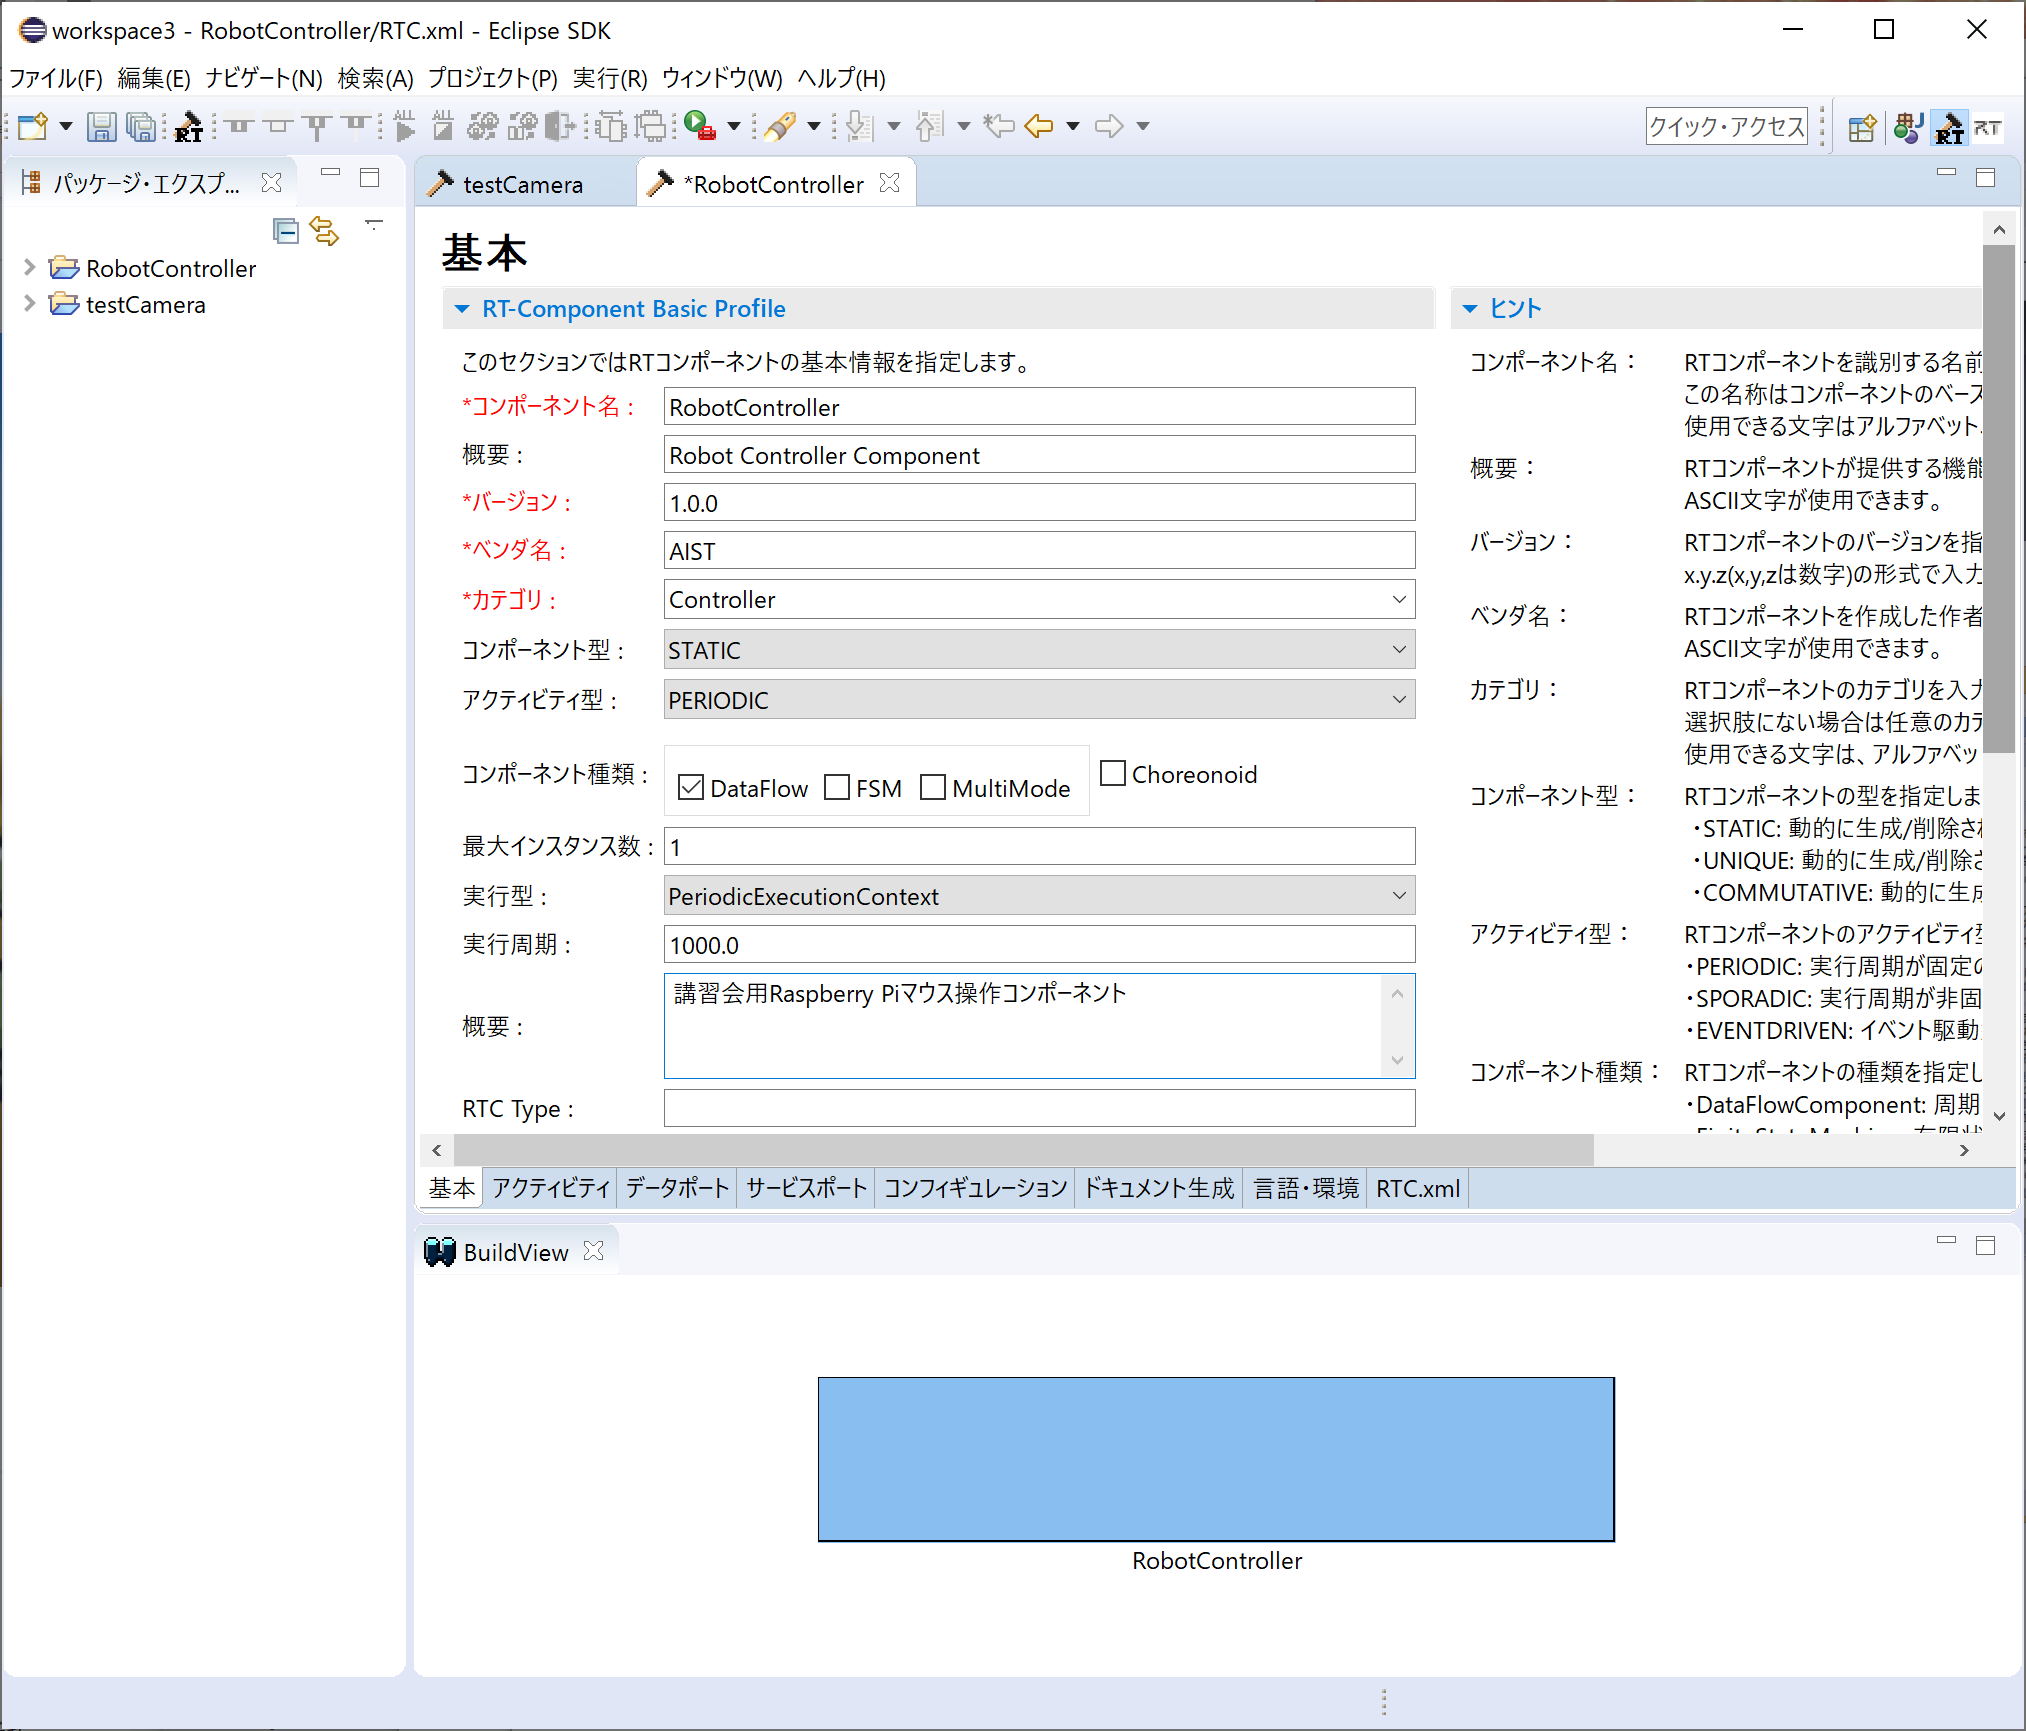 workspace3 - RobotController/RTC.xml - Eclipse SDK
ファイル(F) 編集(E) ナビゲート(N) 検索(A) プロジェクト(P) 実行(R) ウィンドウ(W) ヘルプ(H)
クイック・アクセス
パッケージ・エクスプ...
RobotController
testCamera
testCamera
*RobotController
基本
RT-Component Basic Profile
このセクションではRTコンポーネントの基本情報を指定します。
*コンポーネント名 : RobotController
概要 : Robot Controller Component
*バージョン : 1.0.0
*ベンダ名 : AIST
*カテゴリ : Controller
コンポーネント型 : STATIC
アクティビティ型 : PERIODIC
コンポーネント種類 : DataFlow FSM MultiMode Choreonoid
最大インスタンス数 : 1
実行型 : PeriodicExecutionContext
実行周期 : 1000.0
概要 : 講習会用Raspberry Piマウス操作コンポーネント
RTC Type :
ヒント
コンポーネント名： RTコンポーネントを識別する名前
この名称はコンポーネントのベース
使用できる文字はアルファベット、
概要： RTコンポーネントが提供する機能
ASCII文字が使用できます。
バージョン： RTコンポーネントのバージョンを指
x.y.z(x,y,zは数字)の形式で入力
ベンダ名： RTコンポーネントを作成した作者
ASCII文字が使用できます。
カテゴリ： RTコンポーネントのカテゴリを入力
選択肢にない場合は任意のカテ
使用できる文字は、アルファベッ
コンポーネント型： RTコンポーネントの型を指定しま
・STATIC: 動的に生成/削除さ
・UNIQUE: 動的に生成/削除さ
・COMMUTATIVE: 動的に生成
アクティビティ型： RTコンポーネントのアクティビティ型
・PERIODIC: 実行周期が固定の
・SPORADIC: 実行周期が非固
・EVENTDRIVEN: イベント駆動
コンポーネント種類： RTコンポーネントの種類を指定し
・DataFlowComponent: 周期
基本 アクティビティ データポート サービスポート コンフィギュレーション ドキュメント生成 言語・環境 RTC.xml
BuildView
RobotController